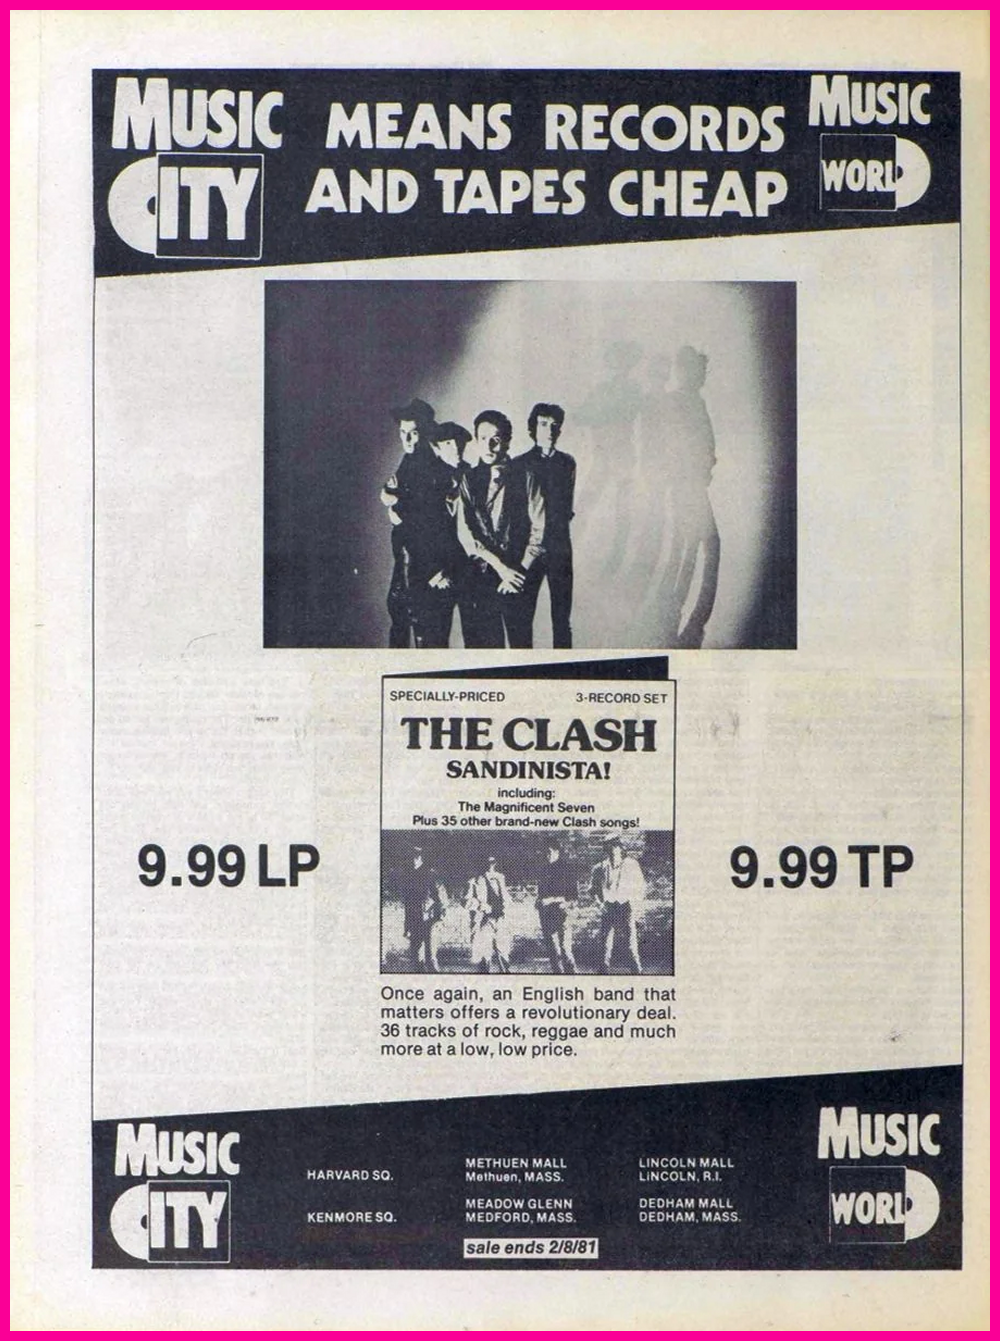 MUSIC
CITY
MEANS RECORDS
AND TAPES CHEAP
MUSIC
WORLD
SPECIALLY-PRICED 3-RECORD SET
THE CLASH
SANDINISTA!
including:
The Magnificent Seven
Plus 35 other brand-new Clash songs!
9.99 LP
9.99 TP
Once again, an English band that
matters offers a revolutionary deal.
36 tracks of rock, reggae and much
more at a low, low price.
MUSIC
CITY
HARVARD SQ.
KENMORE SQ.
METHUEN MALL
Methuen, MASS.
MEADOW GLENN
MEDFORD, MASS.
LINCOLN MALL
LINCOLN, R.I.
DEDHAM MALL
DEDHAM, MASS.
sale ends 2/8/81
MUSIC
WORLD